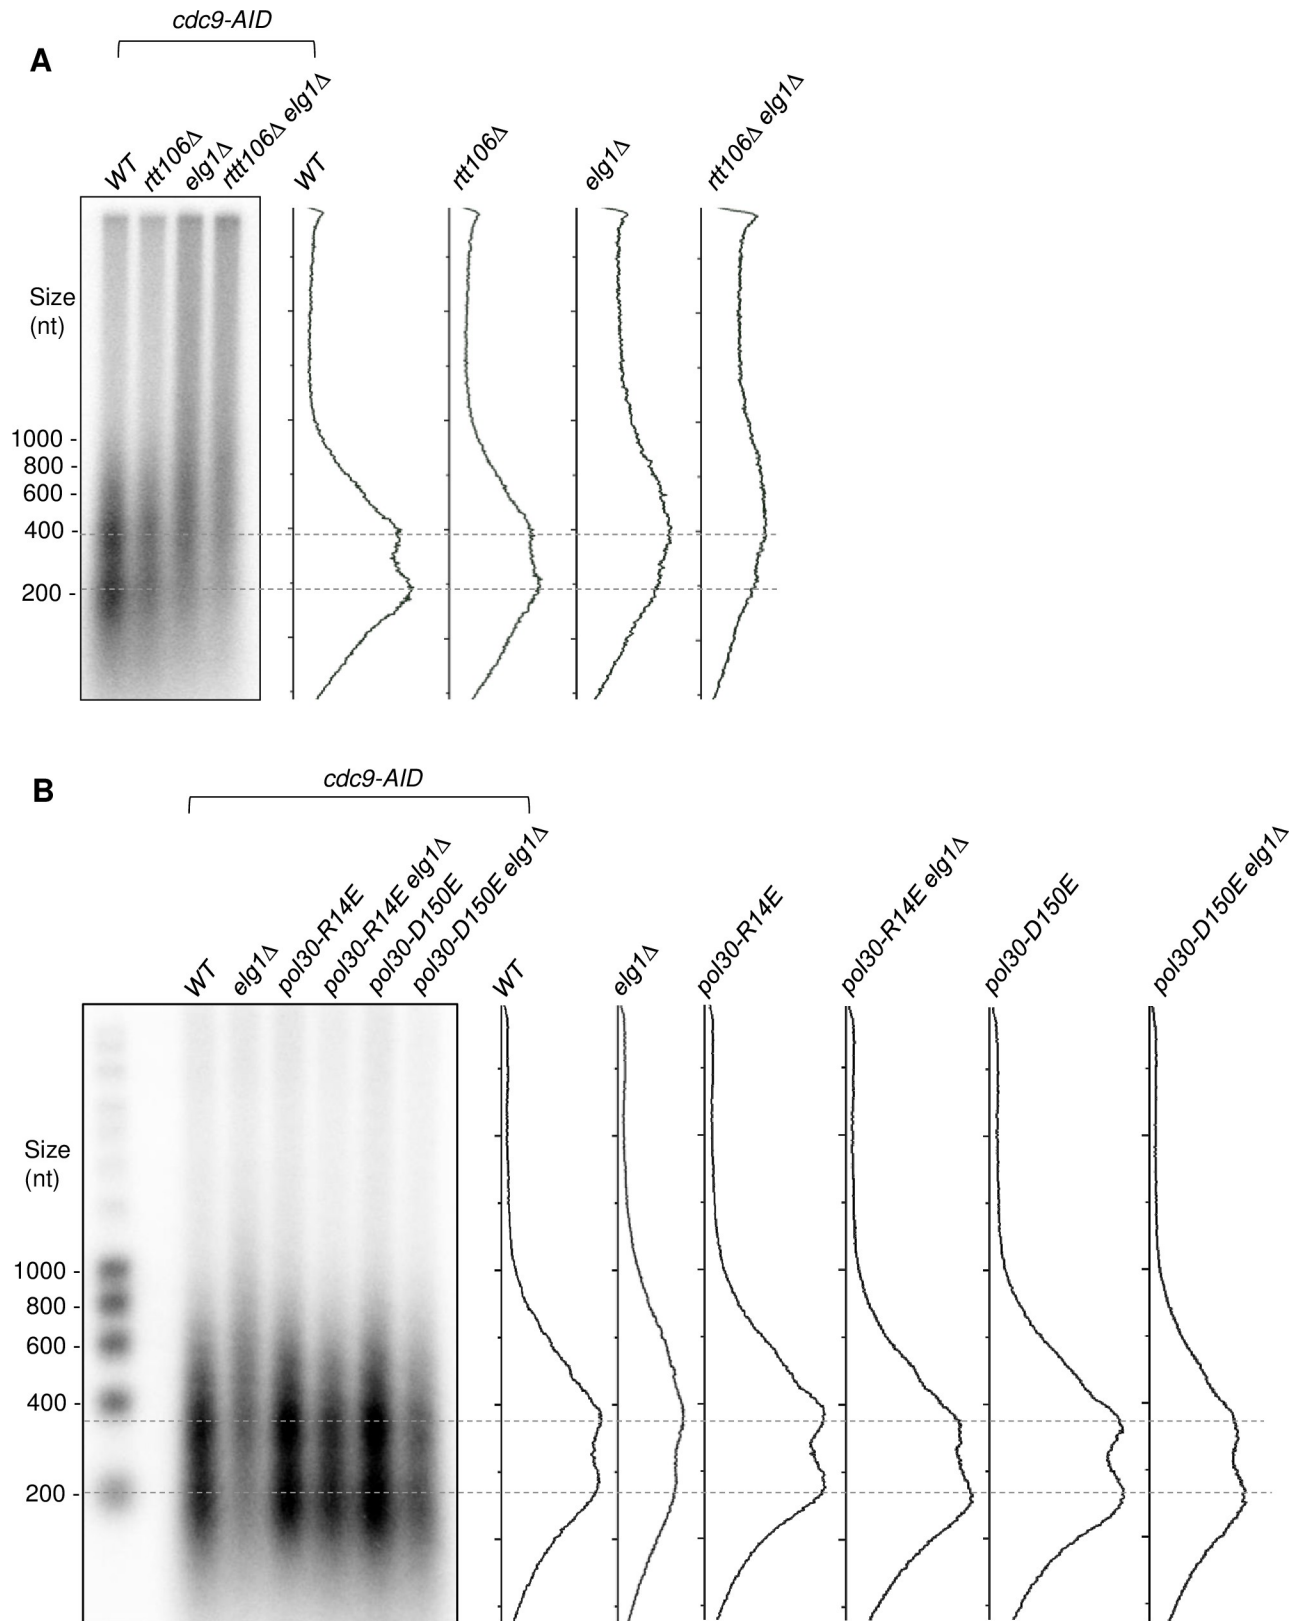 cdc9-AID
A
WT
rtt106Δ
elg1Δ
rttt106Δ elg1Δ
WT
rtt106Δ
elg1Δ
rtt106Δ elg1Δ
Size
(nt)
1000 -
800 -
600 -
400 -
200 -
B
cdc9-AID
WT
elg1Δ
pol30-R14E
pol30-R14E elg1Δ
pol30-D150E
pol30-D150E elg1Δ
WT
elg1Δ
pol30-R14E
pol30-R14E elg1Δ
pol30-D150E
pol30-D150E elg1Δ
Size
(nt)
1000 -
800 -
600 -
400 -
200 -